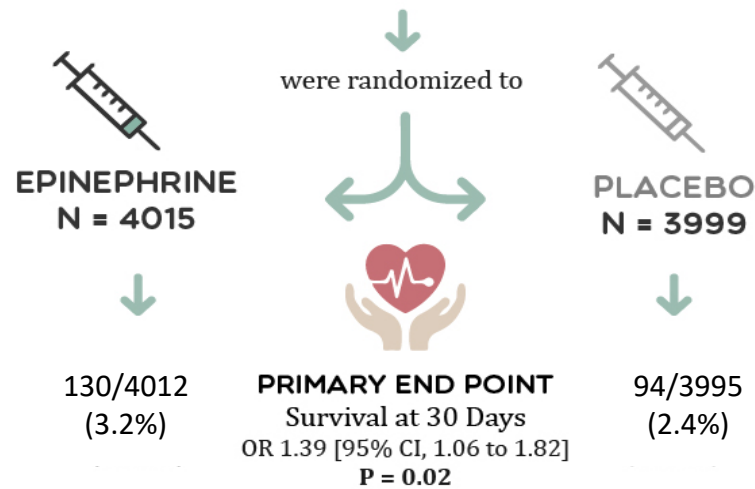 were randomized to
EPINEPHRINE
N = 4015
PLACEBO
N = 3999
130/4012
(3.2%)
PRIMARY END POINT
Survival at 30 Days
OR 1.39 [95% CI, 1.06 to 1.82]
P = 0.02
94/3995
(2.4%)